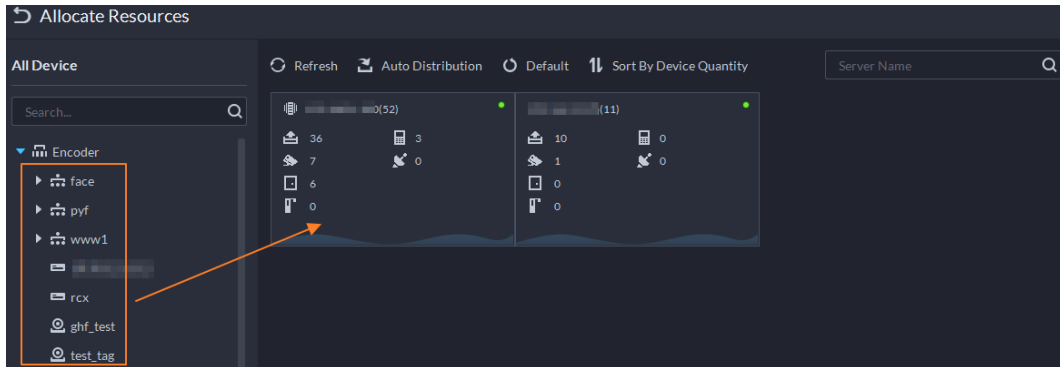 Allocate Resources
All Device
Refresh Auto Distribution Default Sort By Device Quantity Server Name
Search...
0(52)
(11)
36 3
10 0
7 0
1 0
6
0
0
0
Encoder
face
pyf
www1
rcx
ghf_test
test_tag